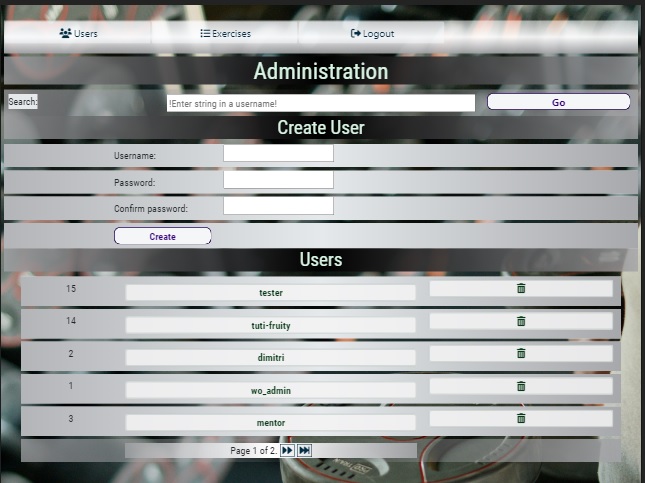 Users Exercises Logout
Administration
Search: !Enter string in a username! Go
Create User
Username:
Password:
Confirm password:
Create
Users
15 tester
14 tuti-fruity
2 dimitri
1 wo_admin
3 mentor
Page 1 of 2.